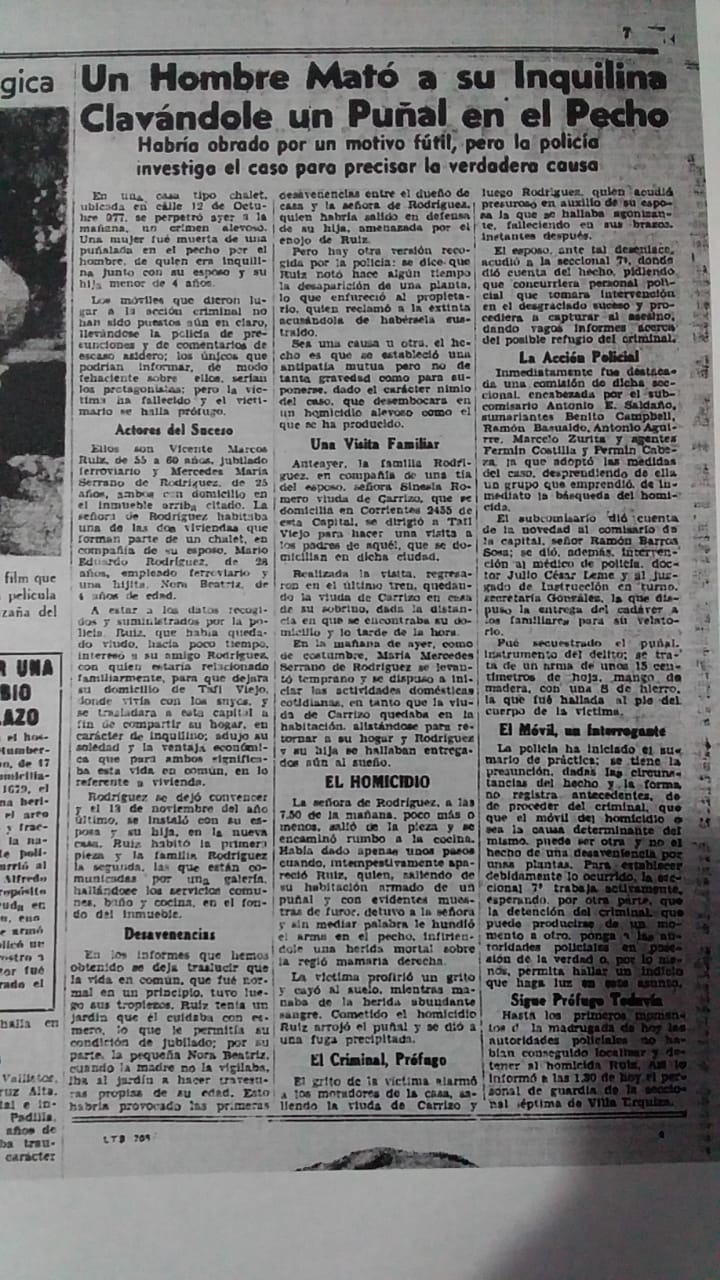 7
gica
Un Hombre Mató a su Inquilina
Clavándole un Puñal en el Pecho
Habría obrado por un motivo fútil, pero la policía
investiga el caso para precisar la verdadera causa
En una casa tipo chalet,
ubicada en calle 12 de Octu-
bre 977, se perpetró ayer a la
mañana, un crimen alevoso.
Una mujer fué muerta de una
puñalada en el pecho por el
hombre, de quien era inquili-
na junto con su esposo y su
hija menor de 4 años.
Los móviles que dieron lu-
gar a la acción criminal no
han sido puestos aún en claro,
llevándose la policía de pre-
sunciones y de comentarios de
escaso asidero; los únicos que
podrían informar, de modo
fehaciente sobre ellos, serían
los protagonistas; pero la víc-
tima ha fallecido y el victi-
mario se halla prófugo.
Actores del Suceso
Ellos son Vicente Marcos
Ruiz, de 55 a 60 años, jubilado
ferroviario y Mercedes María
Serrano de Rodríguez, de 25
años, ambos con domicilio en
el inmueble arriba citado. La
señora de Rodríguez habitaba
una de las dos viviendas que
forman parte de un chalet, en
compañía de su esposo, Mario
Eduardo Rodríguez, de 28
años, empleado ferroviario y
una hijita, Nora Beatriz, de
4 años de edad.
A estar a los datos recogi-
dos y suministrados por la po-
licía, Ruiz, que había queda-
do viudo, hacía poco tiempo,
interesó a su amigo Rodríguez,
con quien estaría relacionado
familiarmente, para que dejara
su domicilio de Tafí Viejo,
donde vivía con los suyos, y
se trasladara a esta capital a
fin de compartir su hogar, en
carácter de inquilino; adujo su
soledad y la ventaja económi-
ca que para ambos significa-
ba esta vida en común, en lo
referente a vivienda.
Rodríguez se dejó convencer
y el 13 de noviembre del año
último, se instaló con su es-
posa y su hija, en la nueva
casa. Ruiz habitó la primera
pieza y la familia Rodríguez
la segunda, las que están co-
municadas por una galería,
hallándose los servicios comu-
nes, baño y cocina, en el fon-
do del inmueble.
Desavenencias
En los informes que hemos
obtenido se deja traslucir que
la vida en común, que fué nor-
mal en un principio, tuvo lue-
go sus tropiezos. Ruiz tenía un
jardín que él cuidaba con es-
mero, lo que le permitía su
condición de jubilado; por su
parte, la pequeña Nora Beatriz,
cuando la madre no la vigilaba,
iba al jardín a hacer travesu-
ras propias de su edad. Esto
habría provocado las primeras
desavenencias entre el dueño de
casa y la señora de Rodríguez,
quien habría salido en defensa
de su hija, amenazada por el
enojo de Ruiz.
Pero hay otra versión reco-
gida por la policía: se dice que
Ruiz notó hace algún tiempo
la desaparición de una planta,
lo que enfureció al propieta-
rio, quien reclamó a la extinta
acusándola de habérsela sus-
traído.
Sea una causa u otra, el he-
cho es que se estableció una
antipatía mutua pero no de
tanta gravedad como para su-
ponerse, dado el carácter nimio
del caso, que desembocara en
un homicidio alevoso como el
que se ha producido.
Una Visita Familiar
Anteayer, la familia Rodrí-
guez, en compañía de una tía
del esposo, señora Sinesia Ro-
mero viuda de Carrizo, que se
domicilia en Corrientes 2455 de
esta Capital, se dirigió a Tafí
Viejo para hacer una visita a
los padres de aquél, que se do-
micilian en dicha ciudad.
Realizada la visita, regresa-
ron en el último tren, quedan-
do la viuda de Carrizo en casa
de su sobrino, dada la distan-
cia en que se encontraba su do-
micilio y lo tarde de la hora.
En la mañana de ayer, como
de costumbre, María Mercedes
Serrano de Rodríguez se levan-
tó temprano y se dispuso a ini-
ciar las actividades domésticas
cotidianas, en tanto que la viu-
da de Carrizo quedaba en la
habitación, alistándose para re-
tornar a su hogar y Rodríguez
y su hija se hallaban entrega-
dos aún al sueño.
EL HOMICIDIO
La señora de Rodríguez, a las
7.50 de la mañana, poco más o
menos, salió de la pieza y se
encaminó rumbo a la cocina.
Había dado apenas unos pasos
cuando, intempestivamente apa-
reció Ruiz, quien, saliendo de
su habitación armado de un
puñal y con evidentes mues-
tras de furor, detuvo a la señora
y sin mediar palabra le hundió
el arma en el pecho, infirién-
dole una herida mortal sobre
la regió mamaria derecha.
La víctima profirió un grito
y cayó al suelo, mientras ma-
naba de la herida abundante
sangre. Cometido el homicidio
Ruiz arrojó el puñal y se dió a
una fuga precipitada.
El Criminal, Prófugo
El grito de la víctima alarmó
a los moradores de la casa, sa-
liendo la viuda de Carrizo y
luego Rodríguez, quien acudió
presuroso en auxilio de su espo-
sa la que se hallaba agonizan-
te, falleciendo en sus brazos,
instantes después.
El esposo, ante tal desenlace,
acudió a la seccional 7ª, donde
dió cuenta del hecho, pidiendo
que concurriera personal poli-
cial que tomara intervención
en el desgraciado suceso y pro-
cediera a capturar al asesino,
dando vagos informes acerca
del posible refugio del criminal.
La Acción Policial
Inmediatamente fue destaca-
da una comisión de dicha sec-
cional, encabezada por el sub-
comisario Antonio E. Saldaño,
sumariantes Benito Campbell,
Ramón Basualdo, Antonio Agui-
rre, Marcelo Zurita y agentes
Fermín Costilla y Fermín Cabe-
za, la que adoptó las medidas
del caso, desprendiendo de ella
un grupo que emprendió, de in-
mediato la búsqueda del homi-
cida.
El subcomisario dió cuenta
de la novedad al comisario de
la capital, señor Ramón Barros
Sosa; se dió, además, interven-
ción al médico de policía, doc-
tor Julio César Leme y al juz-
gado de Instrucción en turno,
secretaría González, la que dis-
puso la entrega del cadáver a
los familiares para su velato-
rio.
Fué secuestrado el puñal,
instrumento del delito; se tra-
ta de un arma de unos 15 cen-
tímetros de hoja, mango de
madera, con una S de hierro,
la que fué hallada al pie del
cuerpo de la víctima.
El Móvil, un Interrogante
La policía ha iniciado el su-
mario de práctica; se tiene la
presunción, dadas las circuns-
tancias del hecho y la forma
no registra antecedentes, de
de proceder del criminal, que
que el móvil del homicidio o
sea la causa determinante del
mismo, puede ser otra y no el
hecho de una desavenencia por
unas plantas. Para establecer
debidamente lo ocurrido, la sec-
cional 7ª trabaja activamente,
esperando, por otra parte, que
la detención del criminal, que
puede producirse de un mo-
mento a otro, ponga a las au-
toridades policiales en pose-
sión de la verdad o, por lo me-
nos, permita hallar un indicio
que haga luz en este asunto.
Sigue Prófugo Todavía
Hasta los primeros momen-
tos de la madrugada de hoy las
autoridades policiales no ha-
bían conseguido localizar y de-
tener al homicida Ruiz. Así lo
informó a las 1.30 de hoy el per-
sonal de guardia de la seccio-
nal séptima de Villa Urquiza.
film que
película
zaña del
R UNA
BIO
AZO
LTB 709
halla en
ruz Alta.
Padilla,
años de
ba trau-
carácter